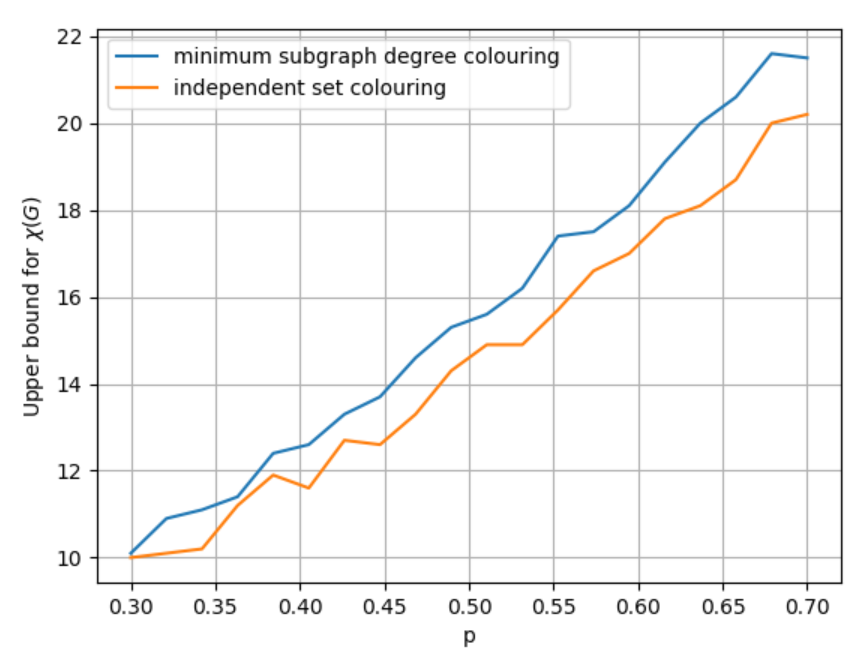 minimum subgraph degree colouring
independent set colouring
Upper bound for χ(G)
22
20
18
16
14
12
10
0.30 0.35 0.40 0.45 0.50 0.55 0.60 0.65 0.70
p